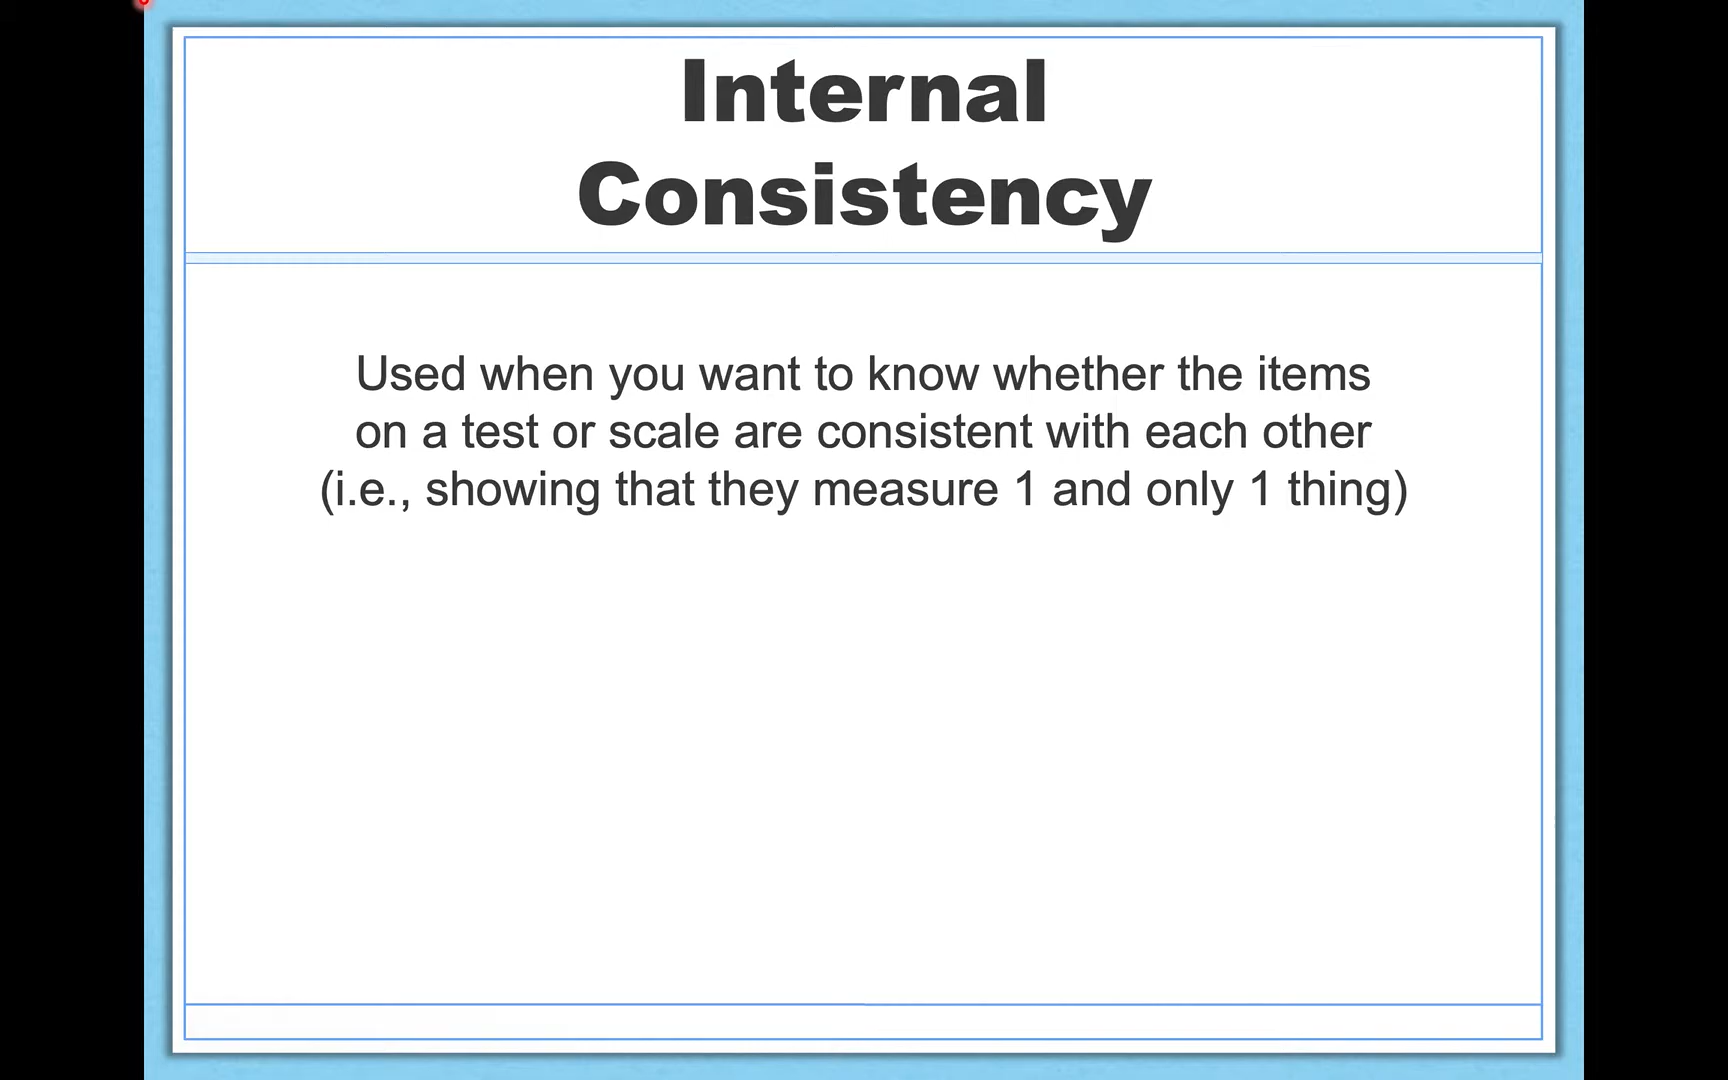 Internal
Consistency
Used when you want to know whether the items
on a test or scale are consistent with each other
(i.e., showing that they measure 1 and only 1 thing)